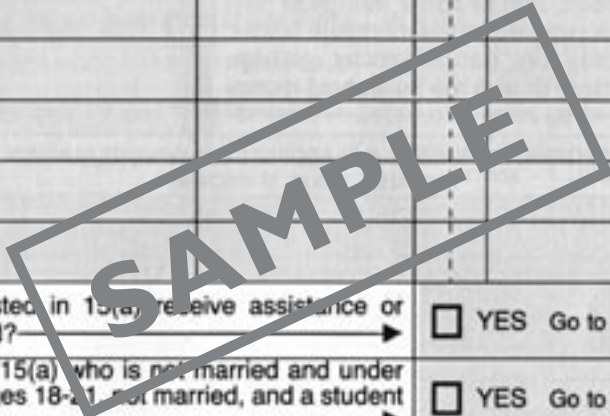 SAMPLE
sted in 15(a) receive assistance or
?
YES Go to
15(a) who is not married and under
es 18-21, not married, and a student
YES Go to